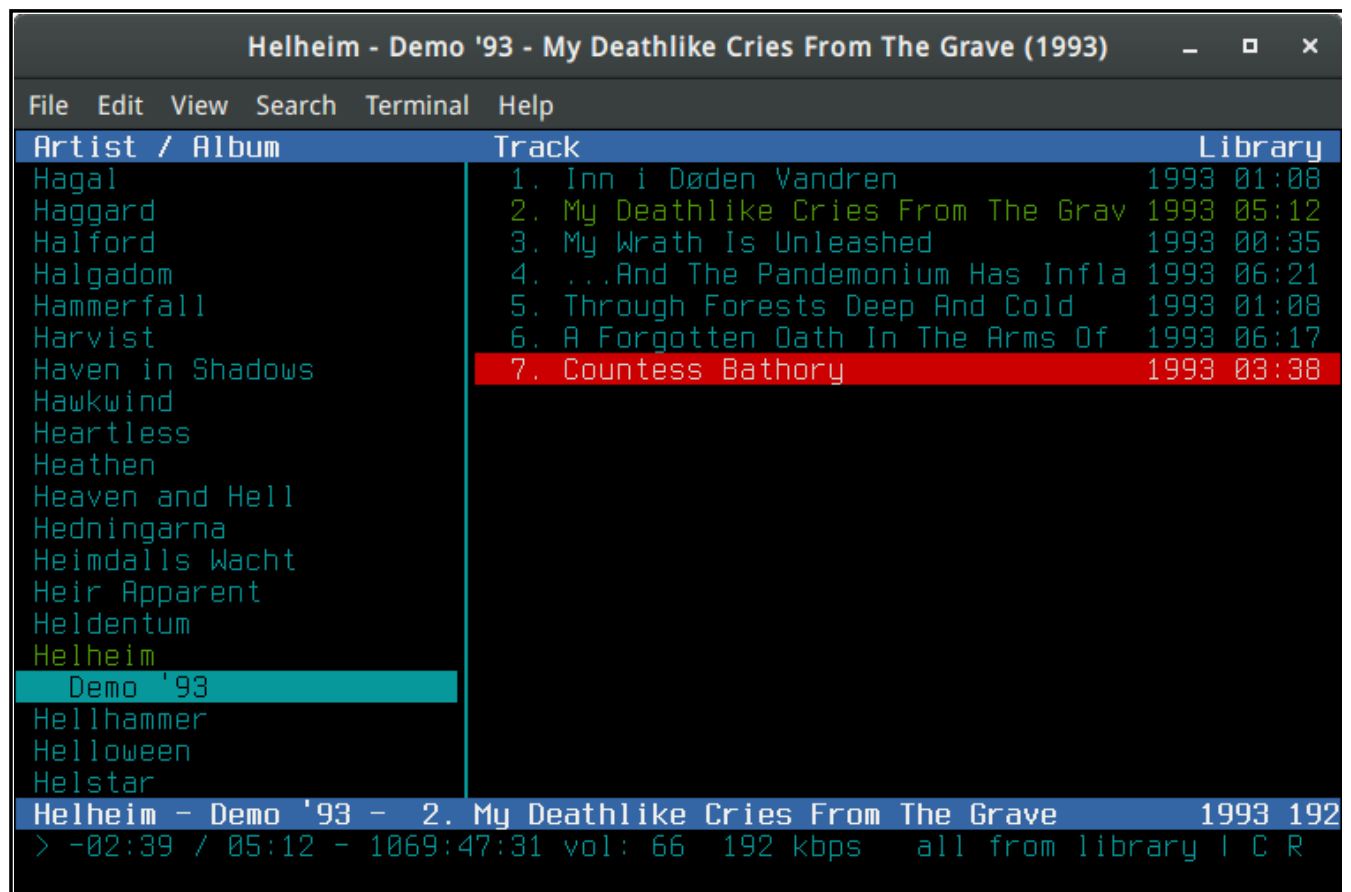 Helheim - Demo '93 - My Deathlike Cries From The Grave (1993)
File Edit View Search Terminal Help
Artist / Album Track Library
Hagal 1. Inn i Døden Vandren 1993 01:08
Haggard 2. My Deathlike Cries From The Grav 1993 05:12
Halford 3. My Wrath Is Unleashed 1993 00:35
Halgadom 4. ...And The Pandemonium Has Infla 1993 06:21
Hammerfall 5. Through Forests Deep And Cold 1993 01:08
Harvist 6. A Forgotten Oath In The Arms Of 1993 06:17
Haven in Shadows 7. Countess Bathory 1993 03:38
Hawkwind
Heartless
Heathen
Heaven and Hell
Hedningarna
Heimdalls Wacht
Heir Apparent
Heldentum
Helheim
Demo '93
Hellhammer
Helloween
Helstar
Helheim - Demo '93 - 2. My Deathlike Cries From The Grave 1993 192
> -02:39 / 05:12 - 1069:47:31 vol: 66 192 kbps all from library | C R